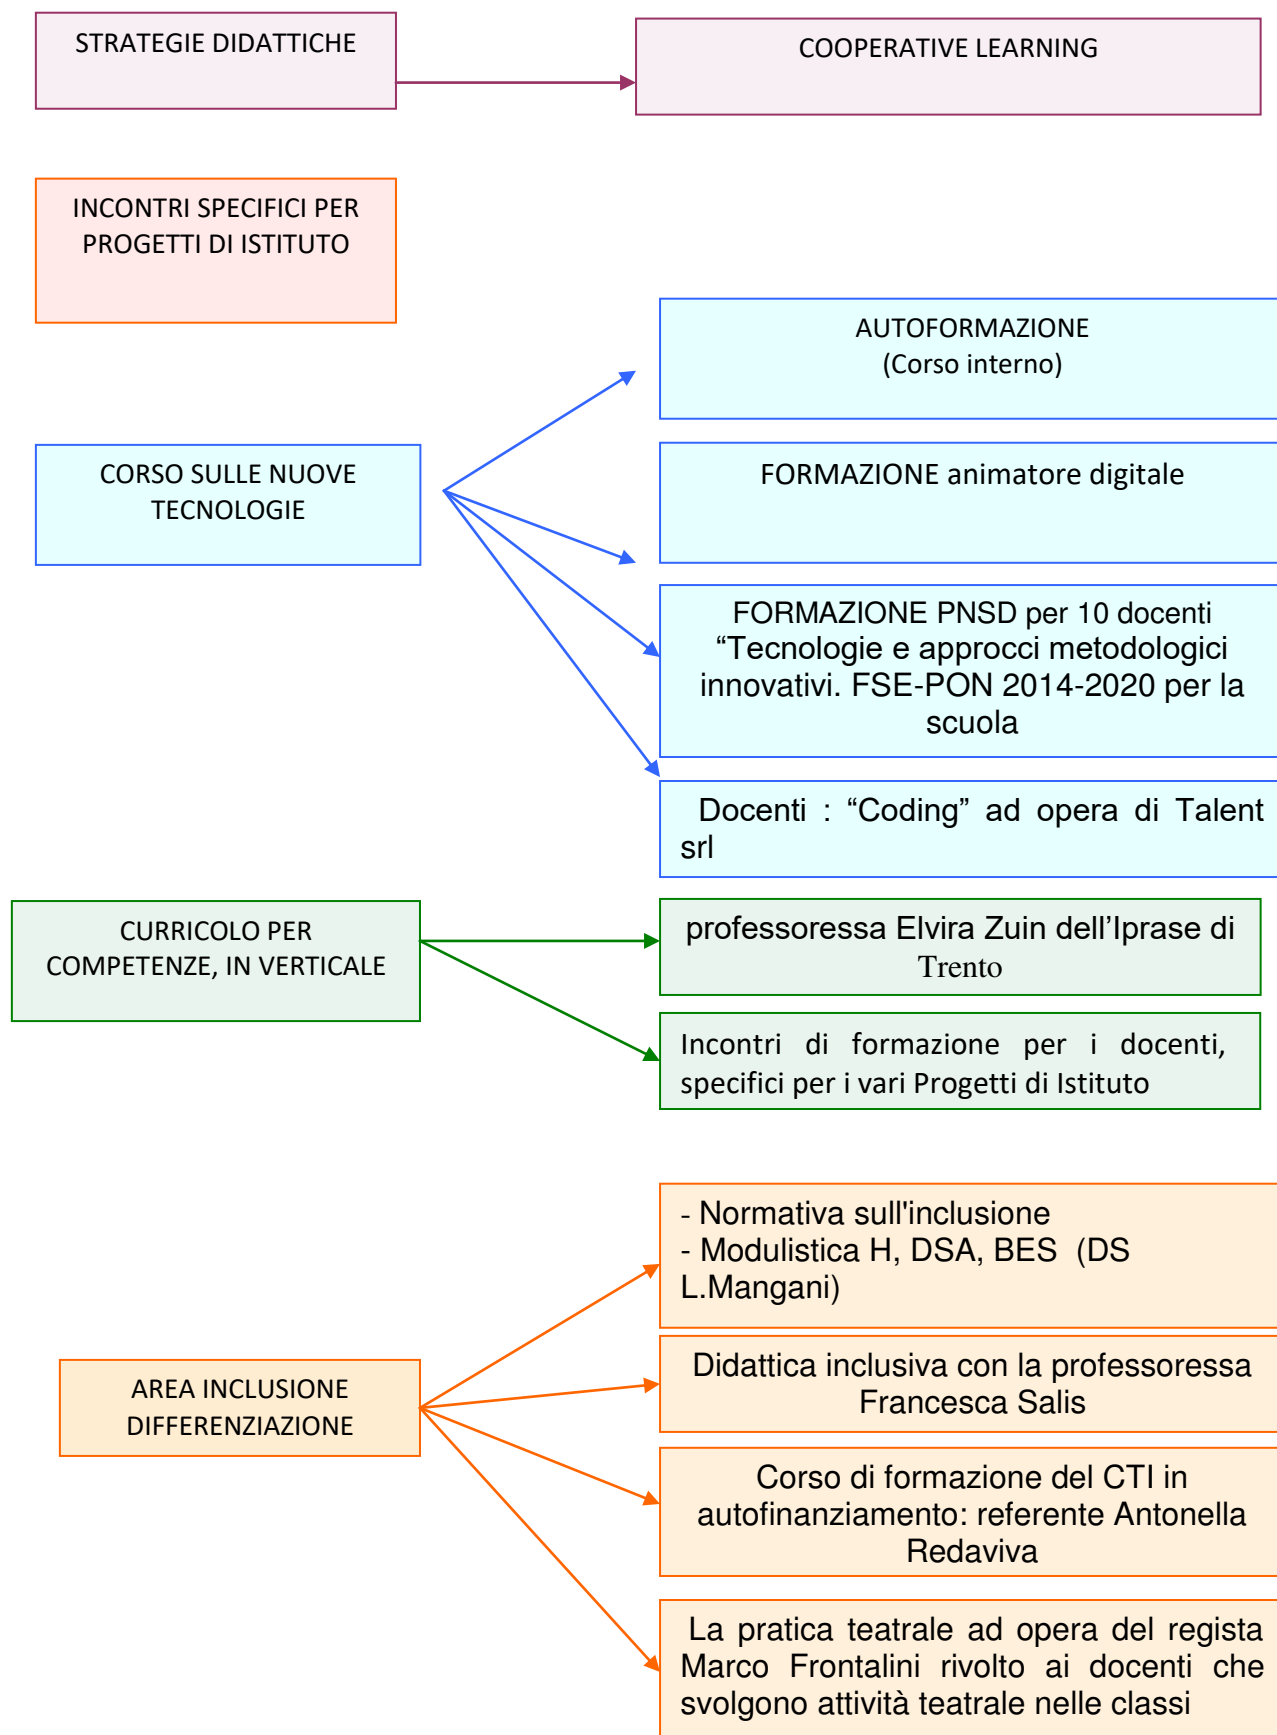 STRATEGIE DIDATTICHE
COOPERATIVE LEARNING
INCONTRI SPECIFICI PER
PROGETTI DI ISTITUTO
AUTOFORMAZIONE
(Corso interno)
CORSO SULLE NUOVE
TECNOLOGIE
FORMAZIONE animatore digitale
FORMAZIONE PNSD per 10 docenti
“Tecnologie e approcci metodologici
innovativi. FSE-PON 2014-2020 per la
scuola
Docenti : “Coding” ad opera di Talent
srl
CURRICOLO PER
COMPETENZE, IN VERTICALE
professoressa Elvira Zuin dell’Iprase di
Trento
Incontri di formazione per i docenti,
specifici per i vari Progetti di Istituto
- Normativa sull'inclusione
- Modulistica H, DSA, BES (DS
L.Mangani)
AREA INCLUSIONE
DIFFERENZIAZIONE
Didattica inclusiva con la professoressa
Francesca Salis
Corso di formazione del CTI in
autofinanziamento: referente Antonella
Redaviva
La pratica teatrale ad opera del regista
Marco Frontalini rivolto ai docenti che
svolgono attività teatrale nelle classi